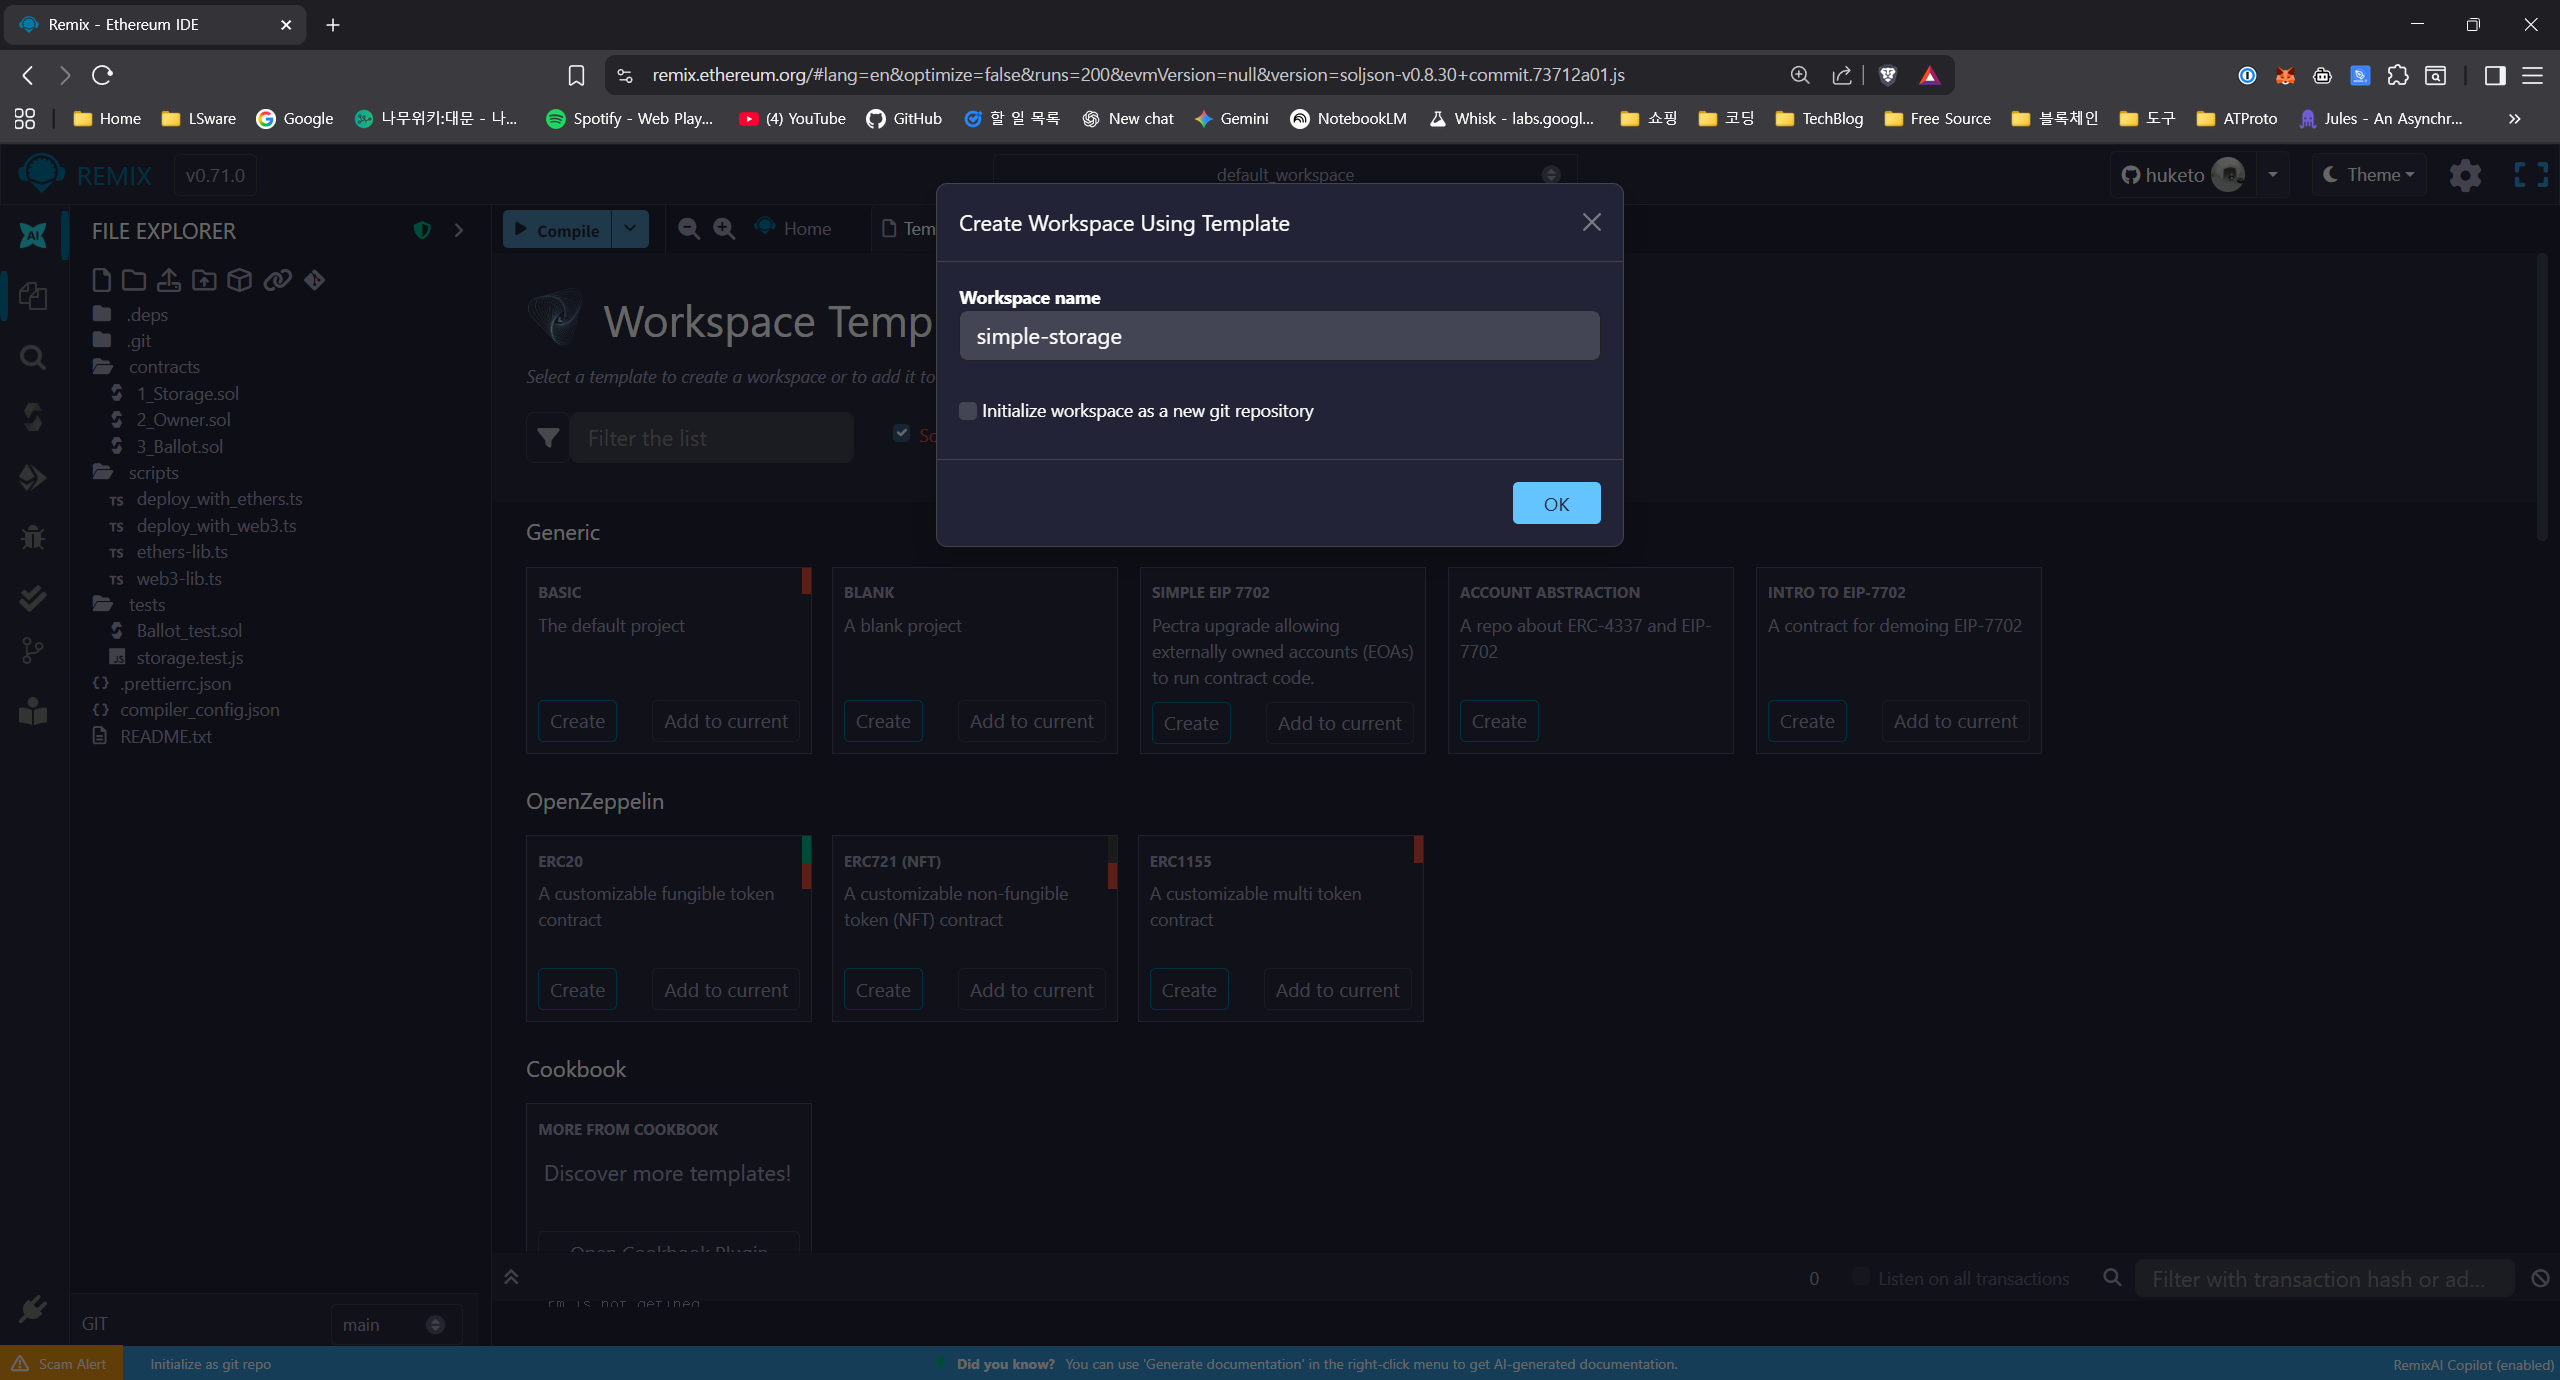 Remix - Ethereum IDE
remix.ethereum.org/#lang=en&optimize=false&runs=200&evmVersion=null&version=soljson-v0.8.30+commit.73712a01.js
Home LSware Google 나무위키:대문 - 나... Spotify - Web Play... (4) YouTube GitHub 할 일 목록 New chat Gemini NotebookLM Whisk - labs.googl... 쇼핑 코딩 TechBlog Free Source 블록체인 도구 ATProto Jules - An Asynchr...
REMIX v0.71.0 default_workspace huketo Theme
FILE EXPLORER
.deps
.git
contracts
1_Storage.sol
2_Owner.sol
3_Ballot.sol
scripts
TS deploy_with_ethers.ts
TS deploy_with_web3.ts
TS ethers-lib.ts
TS web3-lib.ts
tests
Ballot_test.sol
JS storage.test.js
.prettierrc.json
compiler_config.json
README.txt
GIT main
Compile Home Tem
Workspace Temp
Select a template to create a workspace or to add it to
Filter the list So
Create Workspace Using Template
Workspace name
simple-storage
Initialize workspace as a new git repository
OK
Generic
BASIC
The default project
Create Add to current
BLANK
A blank project
Create Add to current
SIMPLE EIP 7702
Pectra upgrade allowing
externally owned accounts (EOAs)
to run contract code.
Create Add to current
ACCOUNT ABSTRACTION
A repo about ERC-4337 and EIP-
7702
Create
INTRO TO EIP-7702
A contract for demoing EIP-7702
Create Add to current
OpenZeppelin
ERC20
A customizable fungible token
contract
Create Add to current
ERC721 (NFT)
A customizable non-fungible
token (NFT) contract
Create Add to current
ERC1155
A customizable multi token
contract
Create Add to current
Cookbook
MORE FROM COOKBOOK
Discover more templates!
Open Cookbook Plugin
0 Listen on all transactions Filter with transaction hash or ad...
rm is not defined
Scam Alert Initialize as git repo Did you know? You can use 'Generate documentation' in the right-click menu to get AI-generated documentation. RemixAI Copilot (enabled)